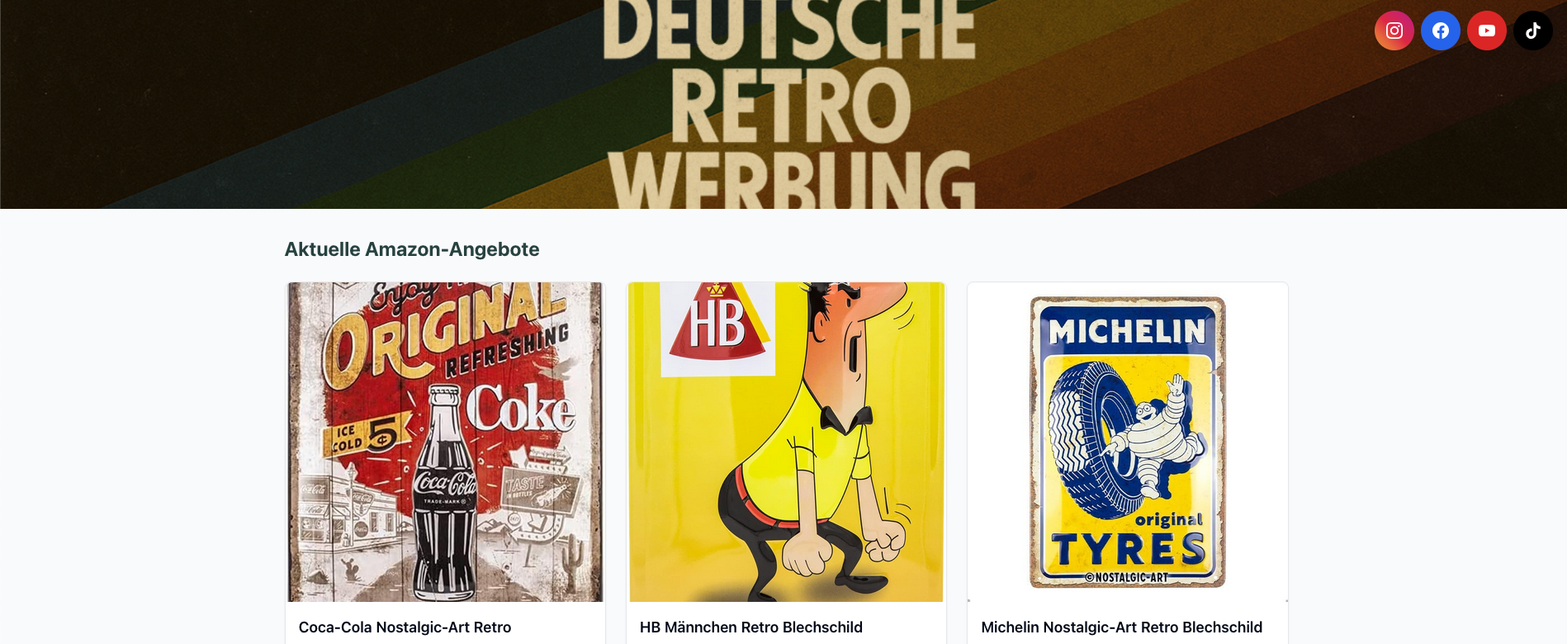 DEUTSCHE
RETRO
WERBUNG
Aktuelle Amazon-Angebote
Enjoy
ORIGINAL
REFRESHING
Coke
ICE
COLD 5¢
Coca-Cola
TRADE-MARK ®
TASTE
HB
MICHELIN
original
TYRES
©NOSTALGIC-ART
Coca-Cola Nostalgic-Art Retro
HB Männchen Retro Blechschild
Michelin Nostalgic-Art Retro Blechschild